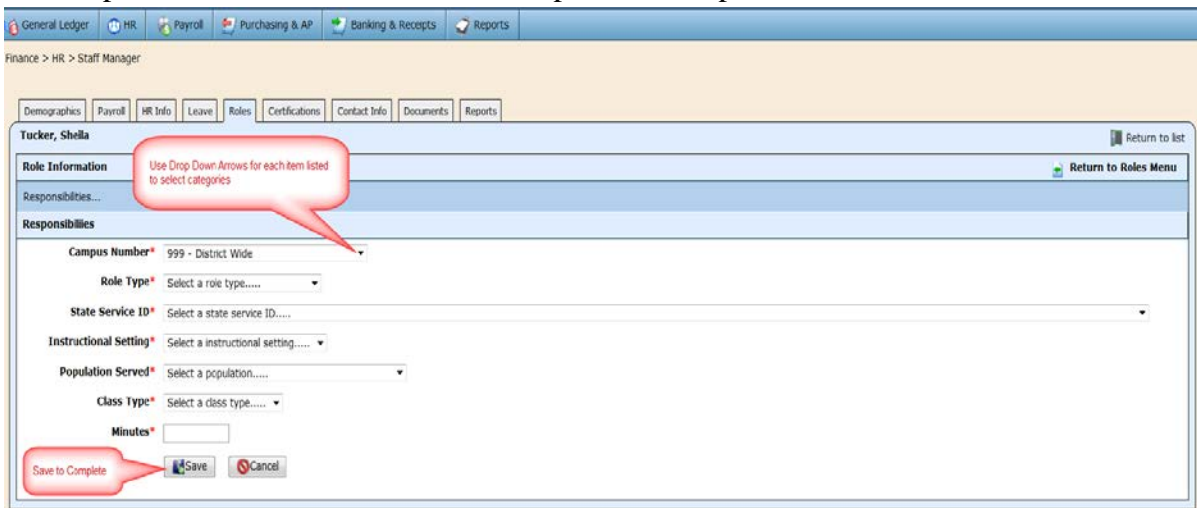 General Ledger HR Payroll Purchasing & AP Banking & Receipts Reports
Finance > HR > Staff Manager
Demographics Payroll HR Info Leave Roles Certfications Contact Info Documents Reports
Tucker, Sheila Return to list
Role Information Return to Roles Menu
Use Drop Down Arrows for each item listed
to select categories
Responsibilities...
Responsibiliies
Campus Number* 999 - District Wide
Role Type* Select a role type.....
State Service ID* Select a state service ID.....
Instructional Setting* Select a instructional setting.....
Population Served* Select a population.....
Class Type* Select a class type.....
Minutes*
Save to Complete Save Cancel